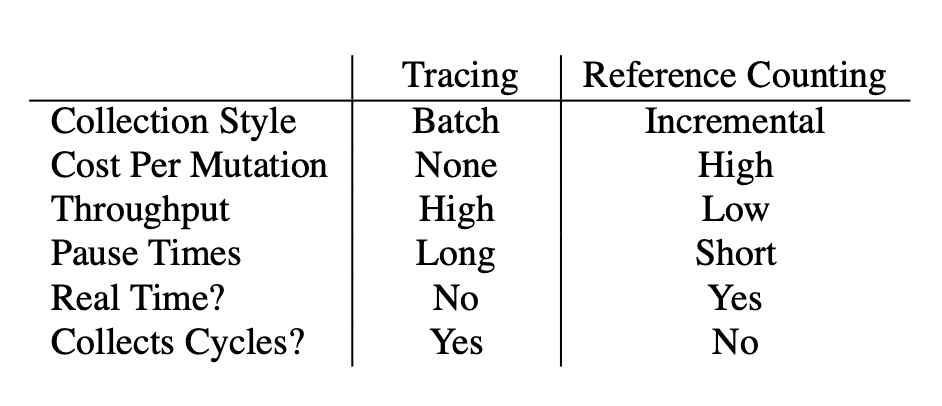 Tracing Reference Counting
Collection Style Batch Incremental
Cost Per Mutation None High
Throughput High Low
Pause Times Long Short
Real Time? No Yes
Collects Cycles? Yes No